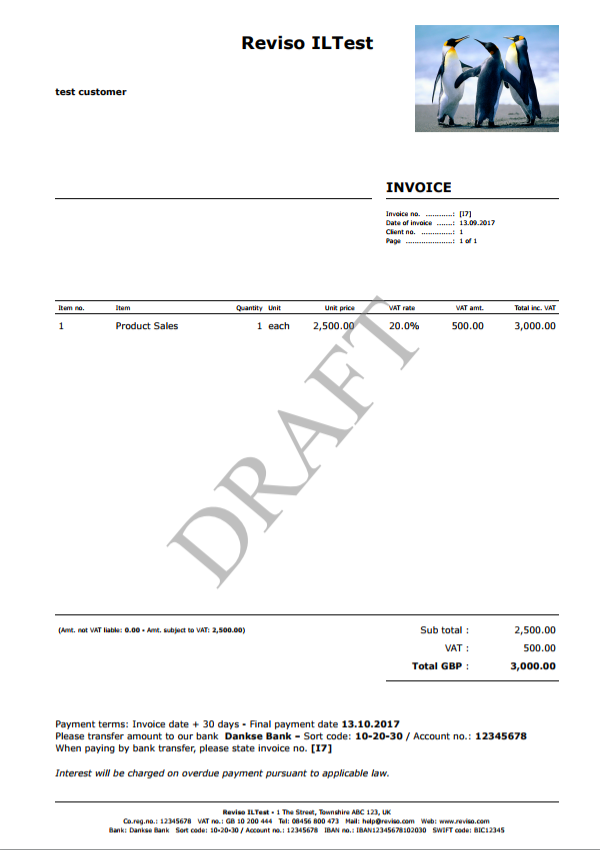 Reviso ILTest
test customer
INVOICE
Invoice no. ............: [I7]
Date of invoice .......: 13.09.2017
Client no. ..............: 1
Page .....................: 1 of 1
Item no. Item Quantity Unit Unit price VAT rate VAT amt. Total inc. VAT
1 Product Sales 1 each 2,500.00 20.0% 500.00 3,000.00
DRAFT
(Amt. not VAT liable: 0.00 - Amt. subject to VAT: 2,500.00)
Sub total : 2,500.00
VAT : 500.00
Total GBP : 3,000.00
Payment terms: Invoice date + 30 days - Final payment date 13.10.2017
Please transfer amount to our bank Dankse Bank – Sort code: 10-20-30 / Account no.: 12345678
When paying by bank transfer, please state invoice no. [I7]
Interest will be charged on overdue payment pursuant to applicable law.
Reviso ILTest • 1 The Street, Townshire ABC 123, UK
Co.reg.no.: 12345678 VAT no.: GB 10 200 444 Tel: 08456 800 473 Mail: help@reviso.com Web: www.reviso.com
Bank: Dankse Bank Sort code: 10-20-30 / Account no.: 12345678 IBAN no.: IBAN12345678102030 SWIFT code: BIC12345